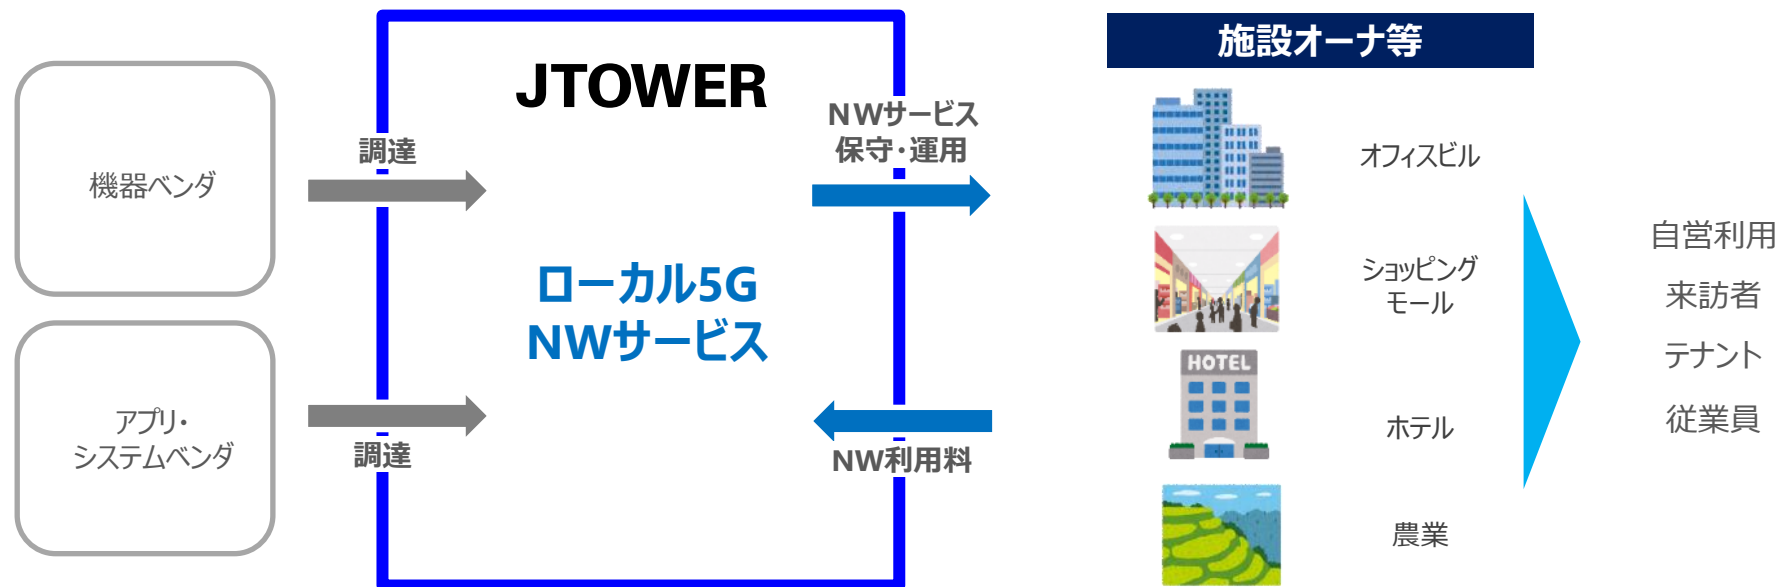 機器ベンダ
アプリ・
システムベンダ
調達
調達
JTOWER
ローカル5G
NWサービス
NWサービス
保守・運用
NW利用料
施設オーナ等
オフィスビル
ショッピング
モール
HOTEL
ホテル
農業
自営利用
来訪者
テナント
従業員